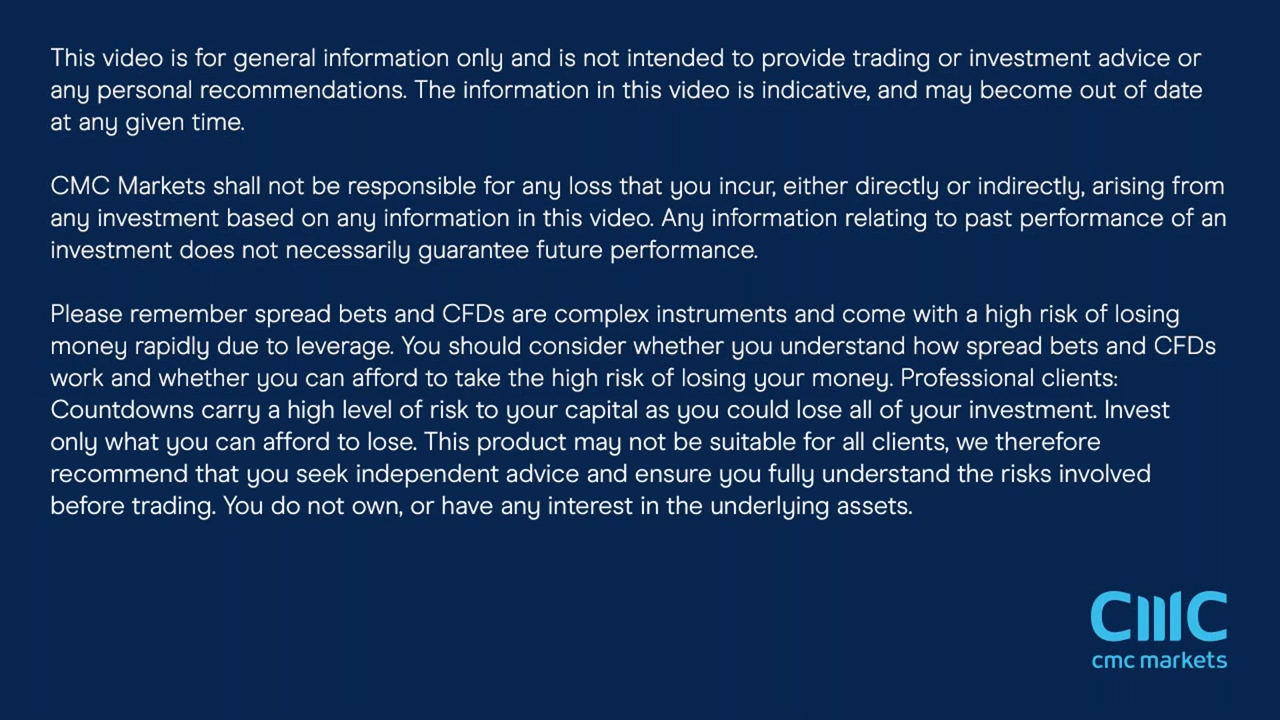 This video is for general information only and is not intended to provide trading or investment advice or
any personal recommendations. The information in this video is indicative, and may become out of date
at any given time.
CMC Markets shall not be responsible for any loss that you incur, either directly or indirectly, arising from
any investment based on any information in this video. Any information relating to past performance of an
investment does not necessarily guarantee future performance.
Please remember spread bets and CFDs are complex instruments and come with a high risk of losing
money rapidly due to leverage. You should consider whether you understand how spread bets and CFDs
work and whether you can afford to take the high risk of losing your money. Professional clients:
Countdowns carry a high level of risk to your capital as you could lose all of your investment. Invest
only what you can afford to lose. This product may not be suitable for all clients, we therefore
recommend that you seek independent advice and ensure you fully understand the risks involved
before trading. You do not own, or have any interest in the underlying assets.
CMC
cmc markets